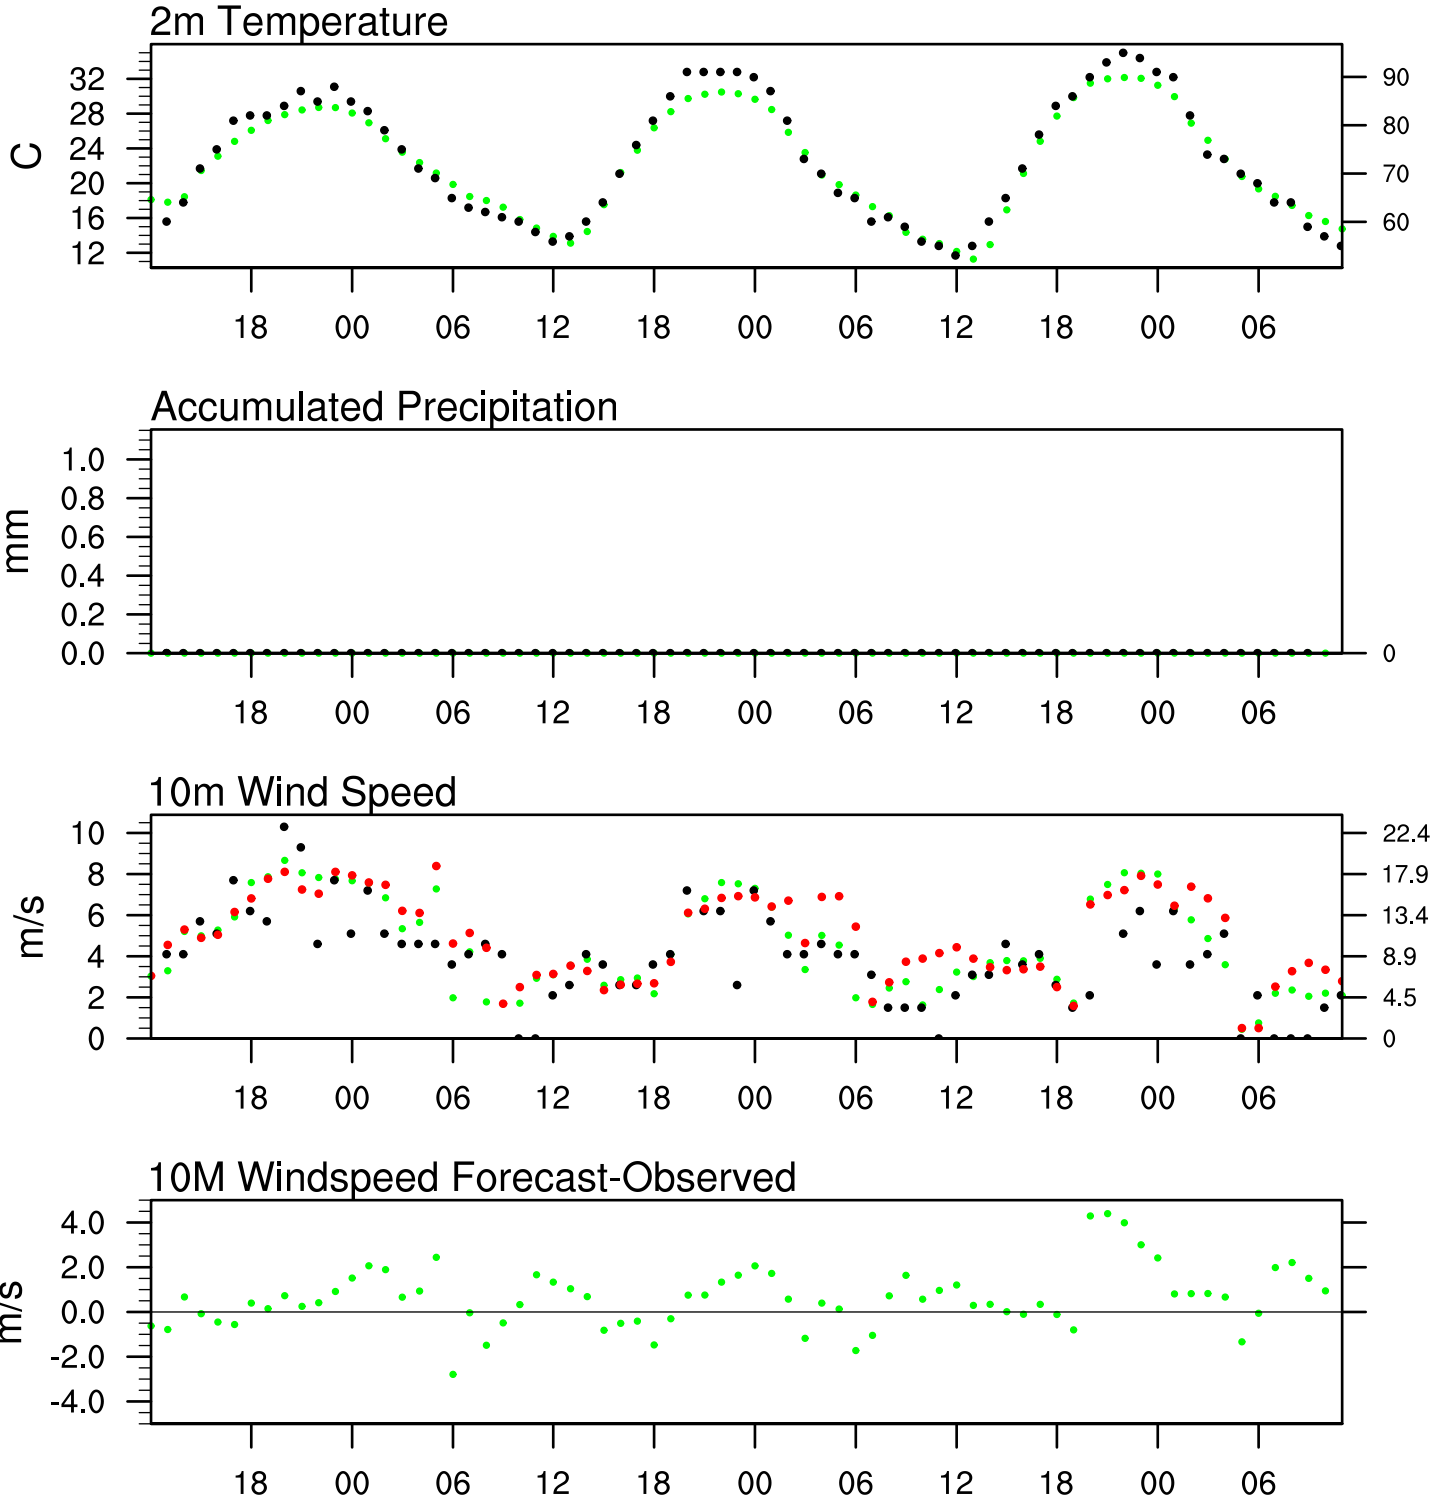 2m Temperature
32
28
24
20
16
12
C
90
80
70
60
18 00 06 12 18 00 06 12 18 00 06
Accumulated Precipitation
1.0
0.8
0.6
0.4
0.2
0.0
mm
0
18 00 06 12 18 00 06 12 18 00 06
10m Wind Speed
10
8
6
4
2
0
m/s
22.4
17.9
13.4
8.9
4.5
0
18 00 06 12 18 00 06 12 18 00 06
10M Windspeed Forecast-Observed
4.0
2.0
0.0
-2.0
-4.0
m/s
18 00 06 12 18 00 06 12 18 00 06